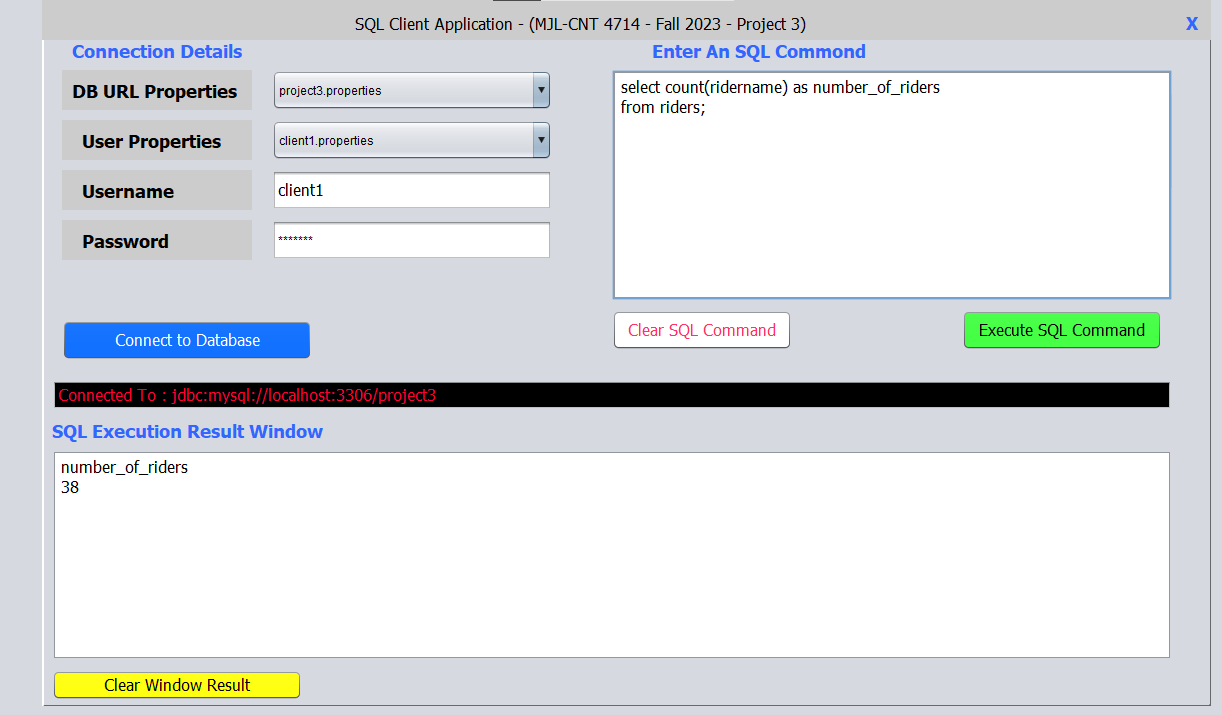 SQL Client Application - (MJL-CNT 4714 - Fall 2023 - Project 3)
X
Connection Details
DB URL Properties
project3.properties
User Properties
client1.properties
Username
client1
Password
*******
Connect to Database
Enter An SQL Commond
select count(ridername) as number_of_riders
from riders;
Clear SQL Command
Execute SQL Command
Connected To : jdbc:mysql://localhost:3306/project3
SQL Execution Result Window
number_of_riders
38
Clear Window Result